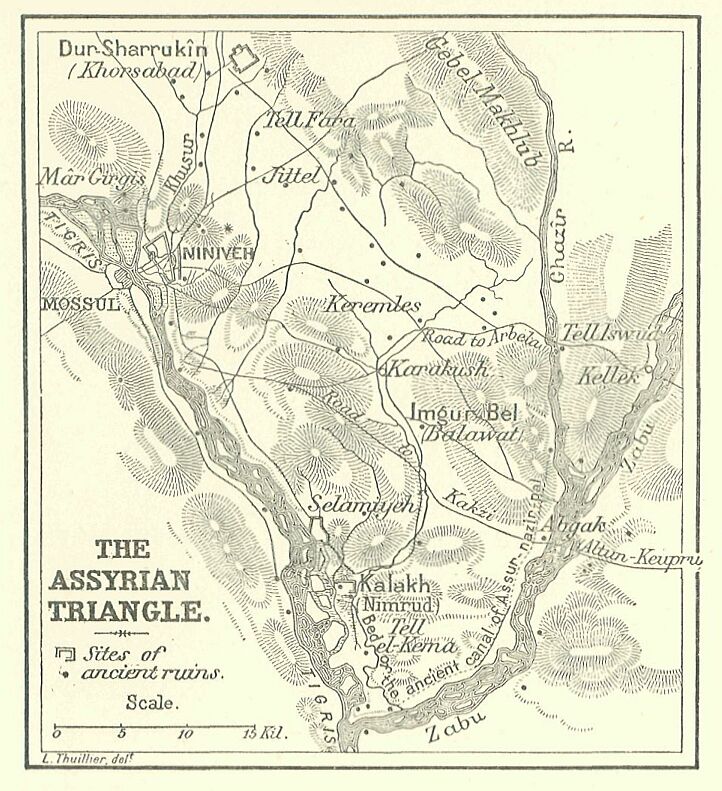 Dur-Sharrukîn
(Khorsabad)
Gebel Makhlub
Tell Fara
R.
Khusur
Mâr Girgis
Jittel
TIGRIS
NINIVEH
Ghazir
MOSSUL
Keremles
Road to Arbela
Tell Iswud
Karakush
Kellek
Imgur-Bel
(Balawat)
Road to
Zabu
Kakzi
Selamiyeh
Abgak
Altun-Keupru
THE
ASSYRIAN
TRIANGLE.
Kalakh
(Nimrud)
Tell
el-Kema
Bed of the ancient canal of Assur-nazir-pal
Sites of
ancient ruins.
Scale.
TIGRIS
Zabu
0 5 10 15 Kil.
L. Thuillier, delt